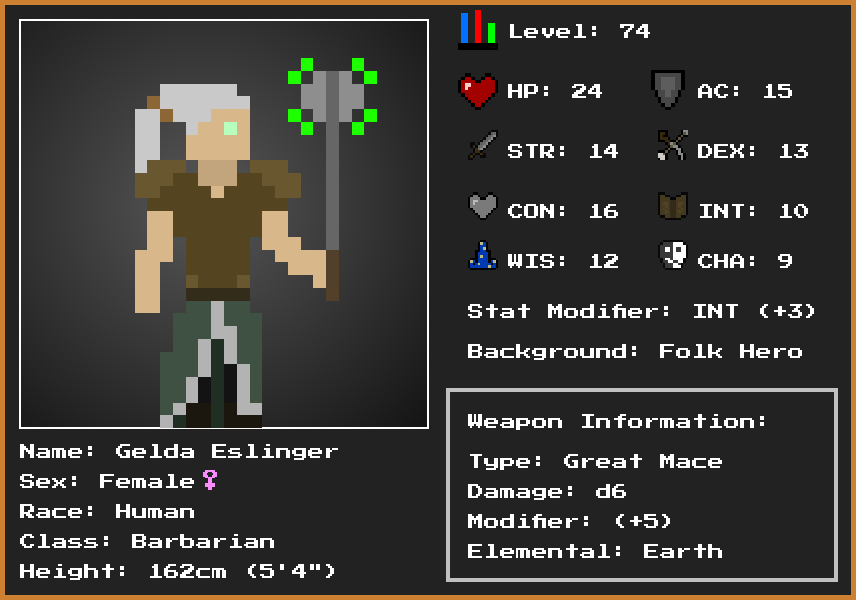 Level: 74
HP: 24
AC: 15
STR: 14
DEX: 13
CON: 16
INT: 10
WIS: 12
CHA: 9
Stat Modifier: INT (+3)
Background: Folk Hero
Name: Gelda Eslinger
Sex: Female♀
Race: Human
Class: Barbarian
Height: 162cm (5'4")
Weapon Information:
Type: Great Mace
Damage: d6
Modifier: (+5)
Elemental: Earth